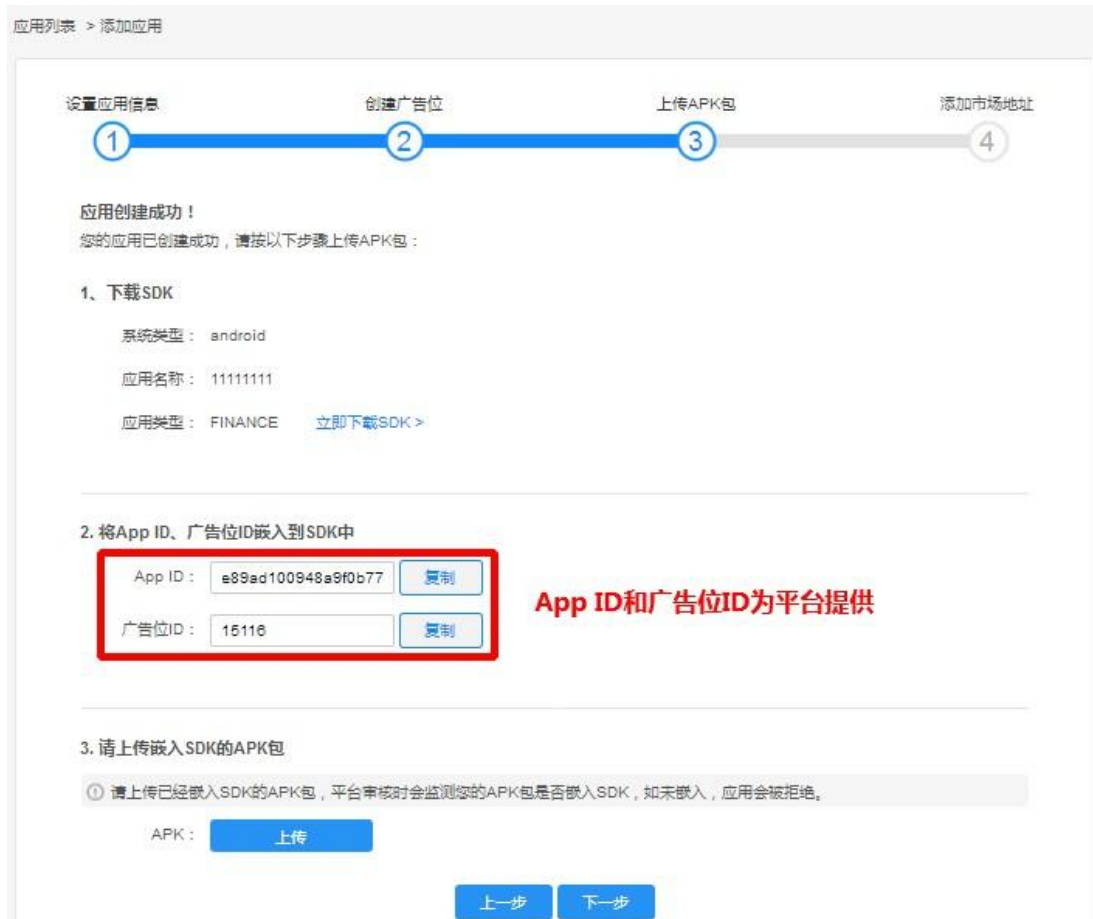 应用列表 > 添加应用
设置应用信息 创建广告位 上传APK包 添加市场地址
1 2 3 4
应用创建成功！
您的应用已创建成功，请按以下步骤上传APK包：
1、下载SDK
系统类型： android
应用名称： 11111111
应用类型： FINANCE 立即下载SDK >
2. 将App ID、广告位ID嵌入到SDK中
App ID： e89ad100948a9f0b77 复制
App ID和广告位ID为平台提供
广告位ID： 15116 复制
3. 请上传嵌入SDK的APK包
请上传已经嵌入SDK的APK包，平台审核时会监测您的APK包是否嵌入SDK，如未嵌入，应用会被拒绝。
APK： 上传
上一步 下一步